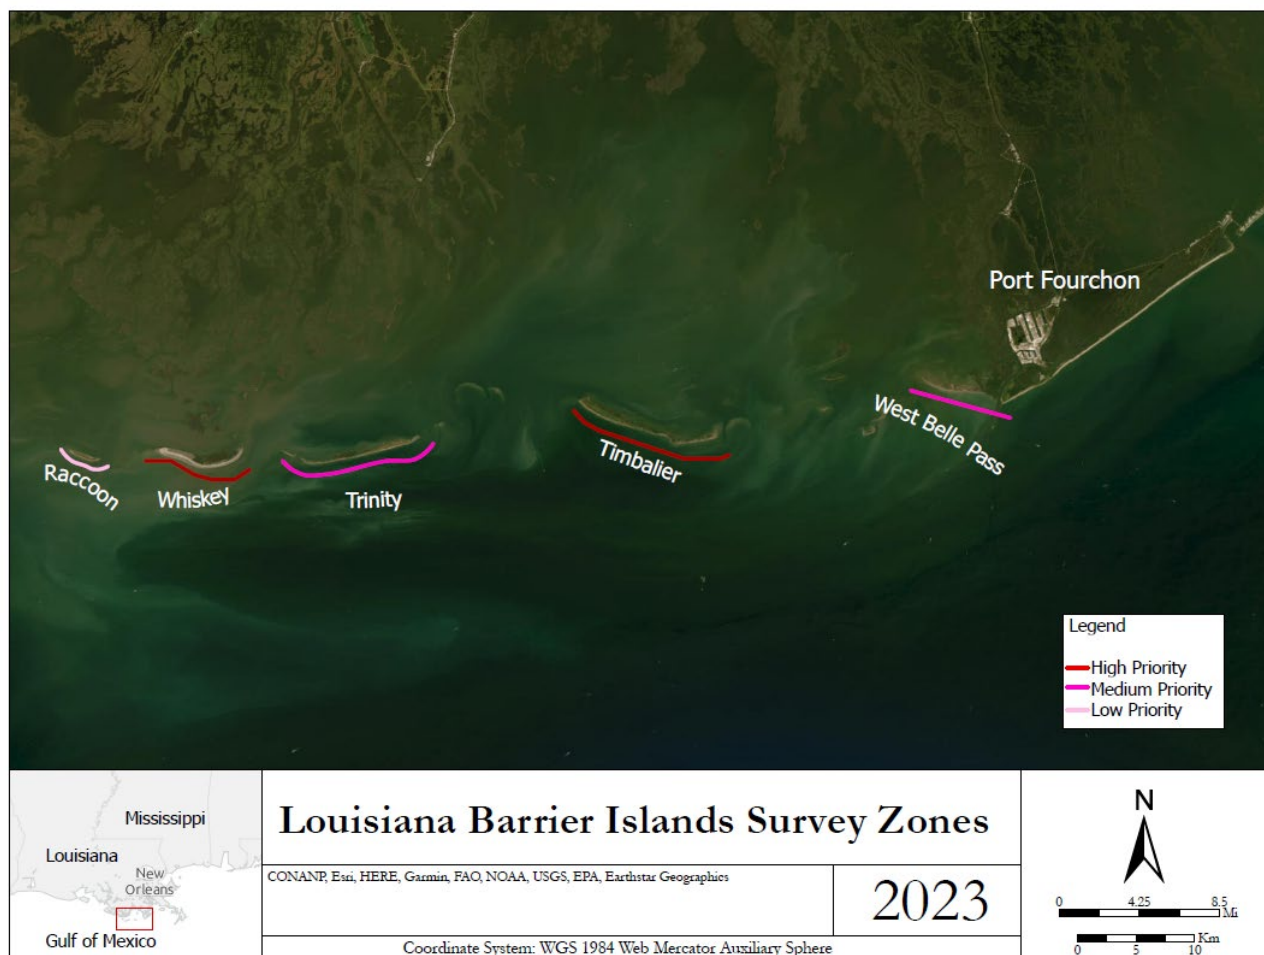 Port Fourchon
West Belle Pass
Timbalier
Raccoon
Whiskey
Trinity
Legend
High Priority
Medium Priority
Low Priority
Mississippi
Louisiana
New
Orleans
Gulf of Mexico
Louisiana Barrier Islands Survey Zones
CONANP, Esri, HERE, Garmin, FAO, NOAA, USGS, EPA, Earthstar Geographics
2023
Coordinate System: WGS 1984 Web Mercator Auxiliary Sphere
N
0 4.25 8.5
Mi
Km
0 5 10